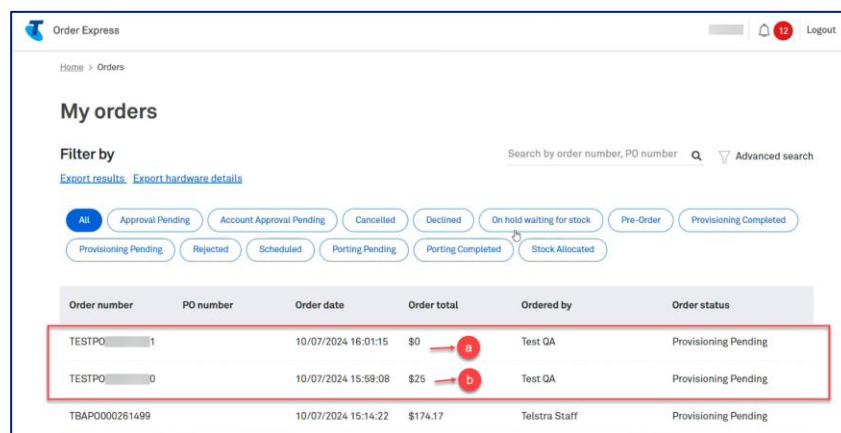 Order Express 12 Logout
Home > Orders
My orders
Filter by
Search by order number, PO number Advanced search
Export results Export hardware details
All Approval Pending Account Approval Pending Cancelled Declined On hold waiting for stock Pre-Order Provisioning Completed
Provisioning Pending Rejected Scheduled Porting Pending Porting Completed Stock Allocated
Order number PO number Order date Order total Ordered by Order status
TESTPO 1 10/07/2024 16:01:15 $0 a Test QA Provisioning Pending
TESTPO 0 10/07/2024 15:59:08 $25 b Test QA Provisioning Pending
TBAPO000261499 10/07/2024 15:14:22 $174.17 Telstra Staff Provisioning Pending